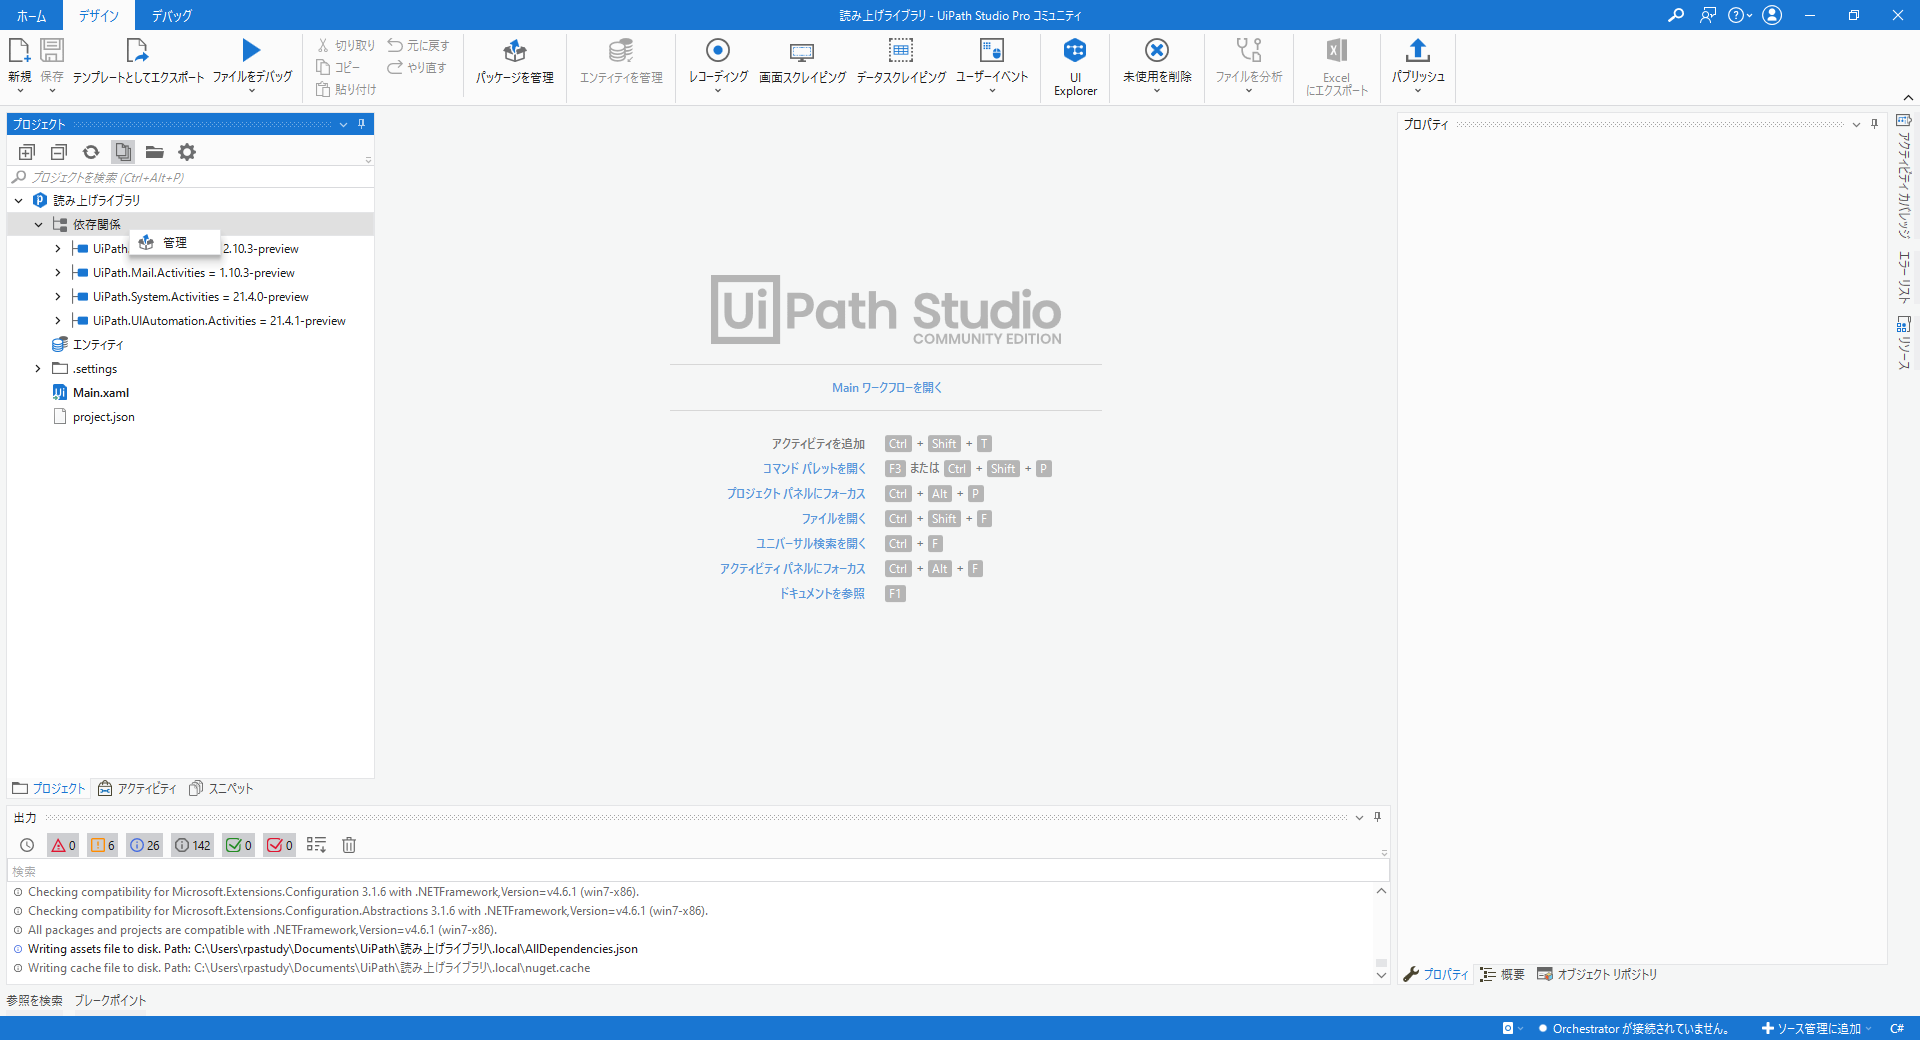 ホーム
デザイン
デバッグ
読み上げライブラリ - UiPath Studio Pro コミュニティ
新規
保存
テンプレートとしてエクスポート
ファイルをデバッグ
切り取り
コピー
貼り付け
元に戻す
やり直す
パッケージを管理
エンティティを管理
レコーディング
画面スクレイピング
データスクレイピング
ユーザーイベント
UI
Explorer
未使用を削除
ファイルを分析
Excel
にエクスポート
パブリッシュ
プロジェクト
プロジェクトを検索 (Ctrl+Alt+P)
読み上げライブラリ
依存関係
管理
UiPath. 2.10.3-preview
UiPath.Mail.Activities = 1.10.3-preview
UiPath.System.Activities = 21.4.0-preview
UiPath.UIAutomation.Activities = 21.4.1-preview
エンティティ
.settings
Main.xaml
project.json
プロジェクト
アクティビティ
スニペット
Ui Path Studio
COMMUNITY EDITION
Main ワークフローを開く
アクティビティを追加 Ctrl + Shift + T
コマンド パレットを開く F3 または Ctrl + Shift + P
プロジェクト パネルにフォーカス Ctrl + Alt + P
ファイルを開く Ctrl + Shift + F
ユニバーサル検索を開く Ctrl + F
アクティビティ パネルにフォーカス Ctrl + Alt + F
ドキュメントを参照 F1
プロパティ
アクティビティ カバレッジ
エラー リスト
リソース
出力
0 6 26 142 0 0
検索
Checking compatibility for Microsoft.Extensions.Configuration 3.1.6 with .NETFramework,Version=v4.6.1 (win7-x86).
Checking compatibility for Microsoft.Extensions.Configuration.Abstractions 3.1.6 with .NETFramework,Version=v4.6.1 (win7-x86).
All packages and projects are compatible with .NETFramework,Version=v4.6.1 (win7-x86).
Writing assets file to disk. Path: C:\Users\rpastudy\Documents\UiPath\読み上げライブラリ\.local\AllDependencies.json
Writing cache file to disk. Path: C:\Users\rpastudy\Documents\UiPath\読み上げライブラリ\.local\nuget.cache
プロパティ
概要
オブジェクト リポジトリ
参照を検索
ブレークポイント
Orchestrator が接続されていません。
ソース管理に追加
C#